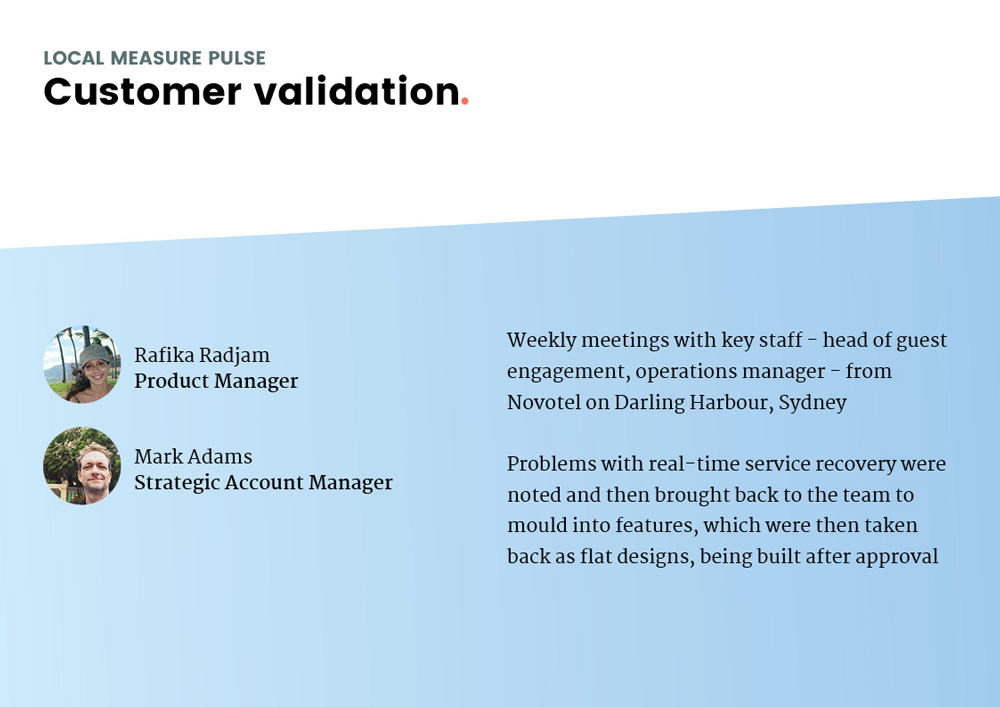 LOCAL MEASURE PULSE
Customer validation.
Rafika Radjam
Product Manager
Mark Adams
Strategic Account Manager
Weekly meetings with key staff – head of guest
engagement, operations manager – from
Novotel on Darling Harbour, Sydney
Problems with real-time service recovery were
noted and then brought back to the team to
mould into features, which were then taken
back as flat designs, being built after approval